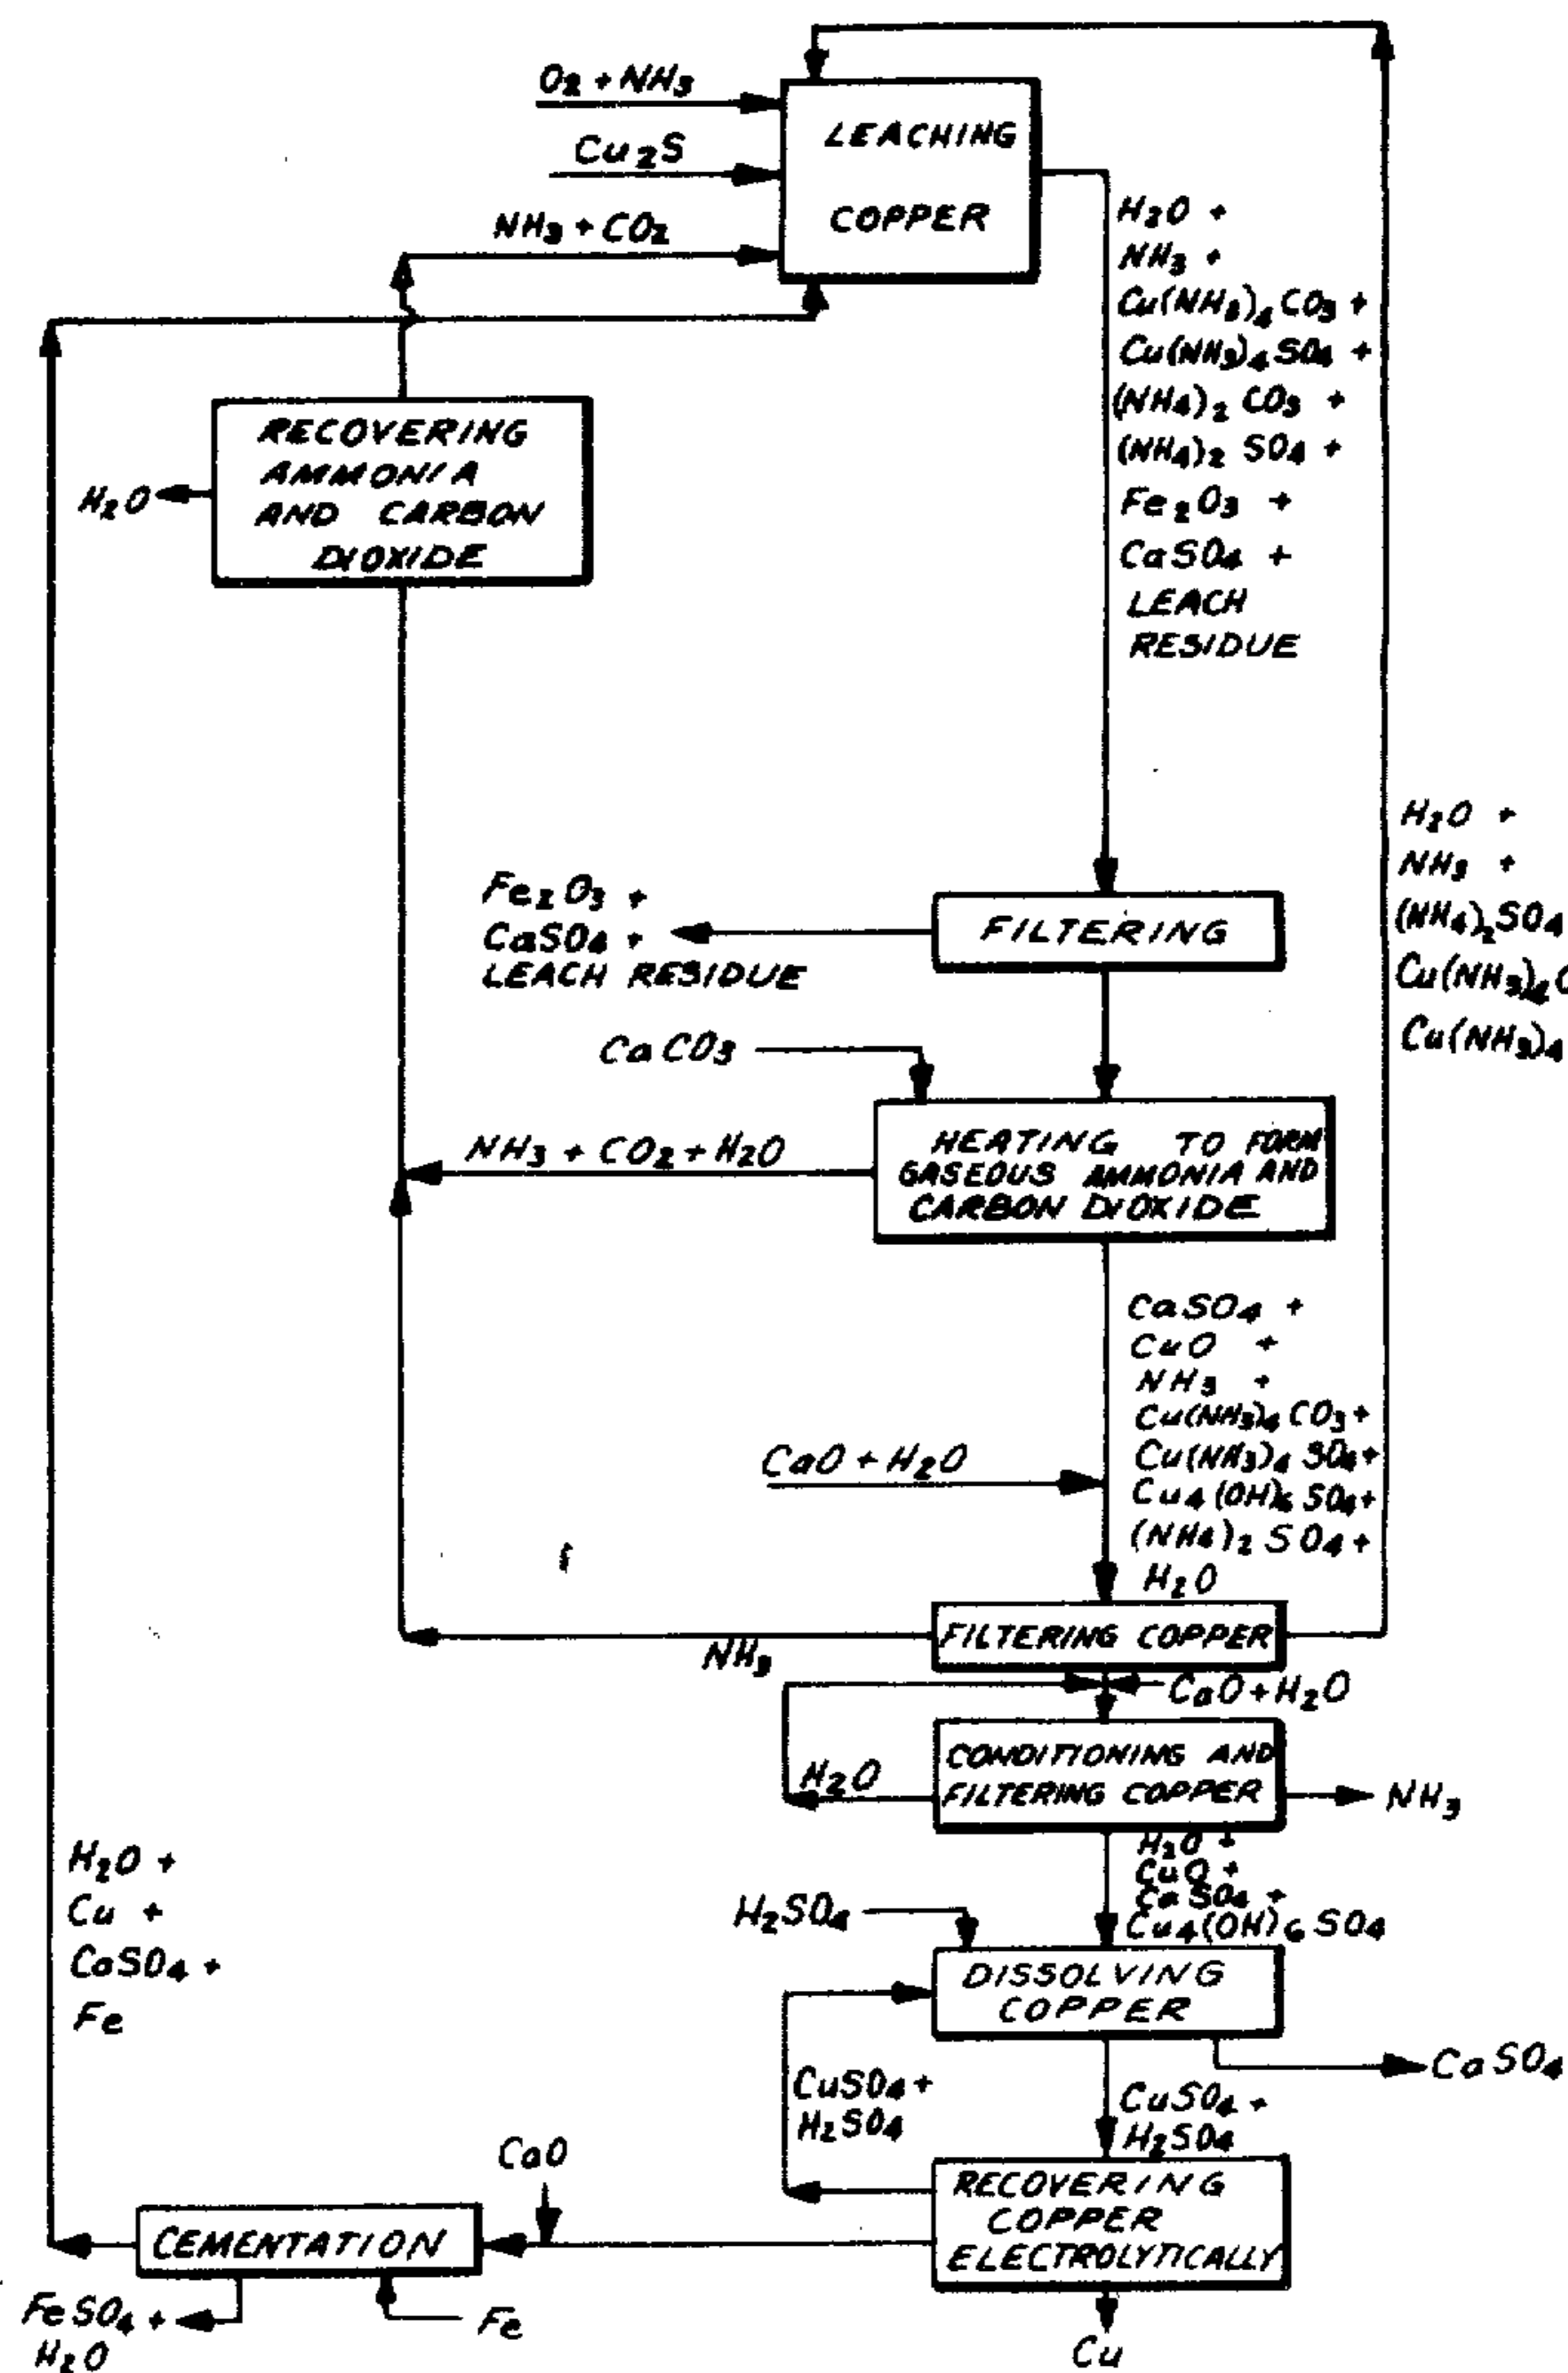 O2 + NH3
Cu2S
NH3 + CO2
LEACHING
COPPER
H2O +
NH3 +
Cu(NH3)4 CO3 +
Cu(NH3)4 SO4 +
(NH4)2 CO3 +
(NH4)2 SO4 +
Fe2O3 +
CaSO4 +
LEACH
RESIDUE
RECOVERING
AMMONIA
AND CARBON
DIOXIDE
H2O
H2O +
NH3 +
(NH4)2SO4
Cu(NH3)4
Cu(NH3)4
Fe2O3 +
CaSO4 +
LEACH RESIDUE
FILTERING
CaCO3
NH3 + CO2 + H2O
HEATING TO FORM
GASEOUS AMMONIA AND
CARBON DIOXIDE
CaSO4 +
CuO +
NH3 +
Cu(NH3)4 CO3 +
Cu(NH3)4 SO4 +
Cu4(OH)6 SO4 +
(NH4)2 SO4 +
H2O
CaO + H2O
FILTERING COPPER
NH3
CaO + H2O
CONDITIONING AND
FILTERING COPPER
H2O
NH3
H2O +
CuO +
CaSO4 +
Cu4(OH)6 SO4
H2SO4
DISSOLVING
COPPER
CaSO4
CuSO4 +
H2SO4
CuSO4 +
H2SO4
RECOVERING
COPPER
ELECTROLYTICALLY
Cu
CaO
CEMENTATION
Fe
FeSO4 +
H2O
H2O +
Cu +
CaSO4 +
Fe